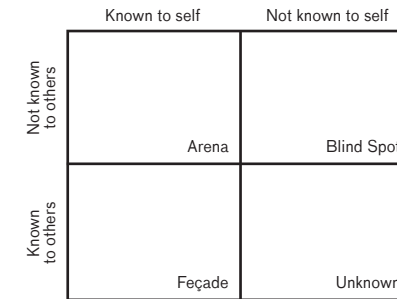 Known to self
Not known to self
Not known
to others
Arena
Blind Spot
Known
to others
Feçade
Unknown